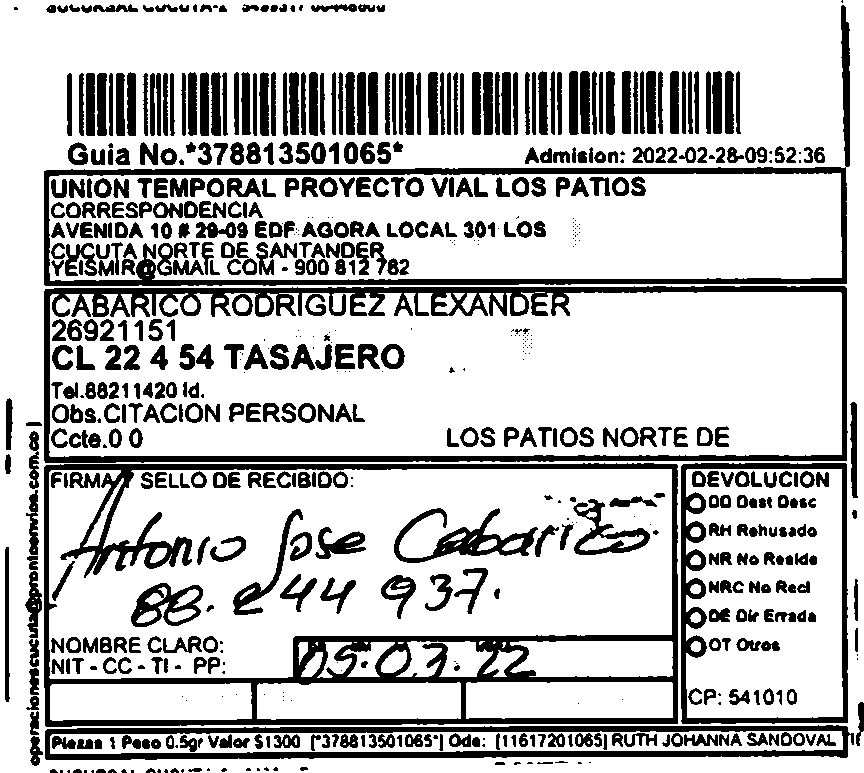 Guia No.*378813501065*
Admision: 2022-02-28-09:52:36
UNION TEMPORAL PROYECTO VIAL LOS PATIOS
CORRESPONDENCIA
AVENIDA 10 # 29-09 EDF AGORA LOCAL 301 LOS
CUCUTA NORTE DE SANTANDER
YEISMIR@GMAIL COM - 900 812 782
CABARICO RODRIGUEZ ALEXANDER
26921151
CL 22 4 54 TASAJERO
Tel.88211420 Id.
Obs.CITACION PERSONAL
Ccte.0 0
LOS PATIOS NORTE DE
FIRMA Y SELLO DE RECIBIDO:
Antonio Jose Cabarico
88.244 937.
NOMBRE CLARO:
NIT - CC - TI - PP:
05.03.22
DEVOLUCION
DD Dest Desc
RH Rehusado
NR No Reside
NRC No Recl
DE Dir Errada
OT Otros
CP: 541010
operacionescucuta@prontoenvios.com.co
Piezas 1 Peso 0.5gr Valor $1300 [*378813501065*] Ode: [11617201065] RUTH JOHANNA SANDOVAL